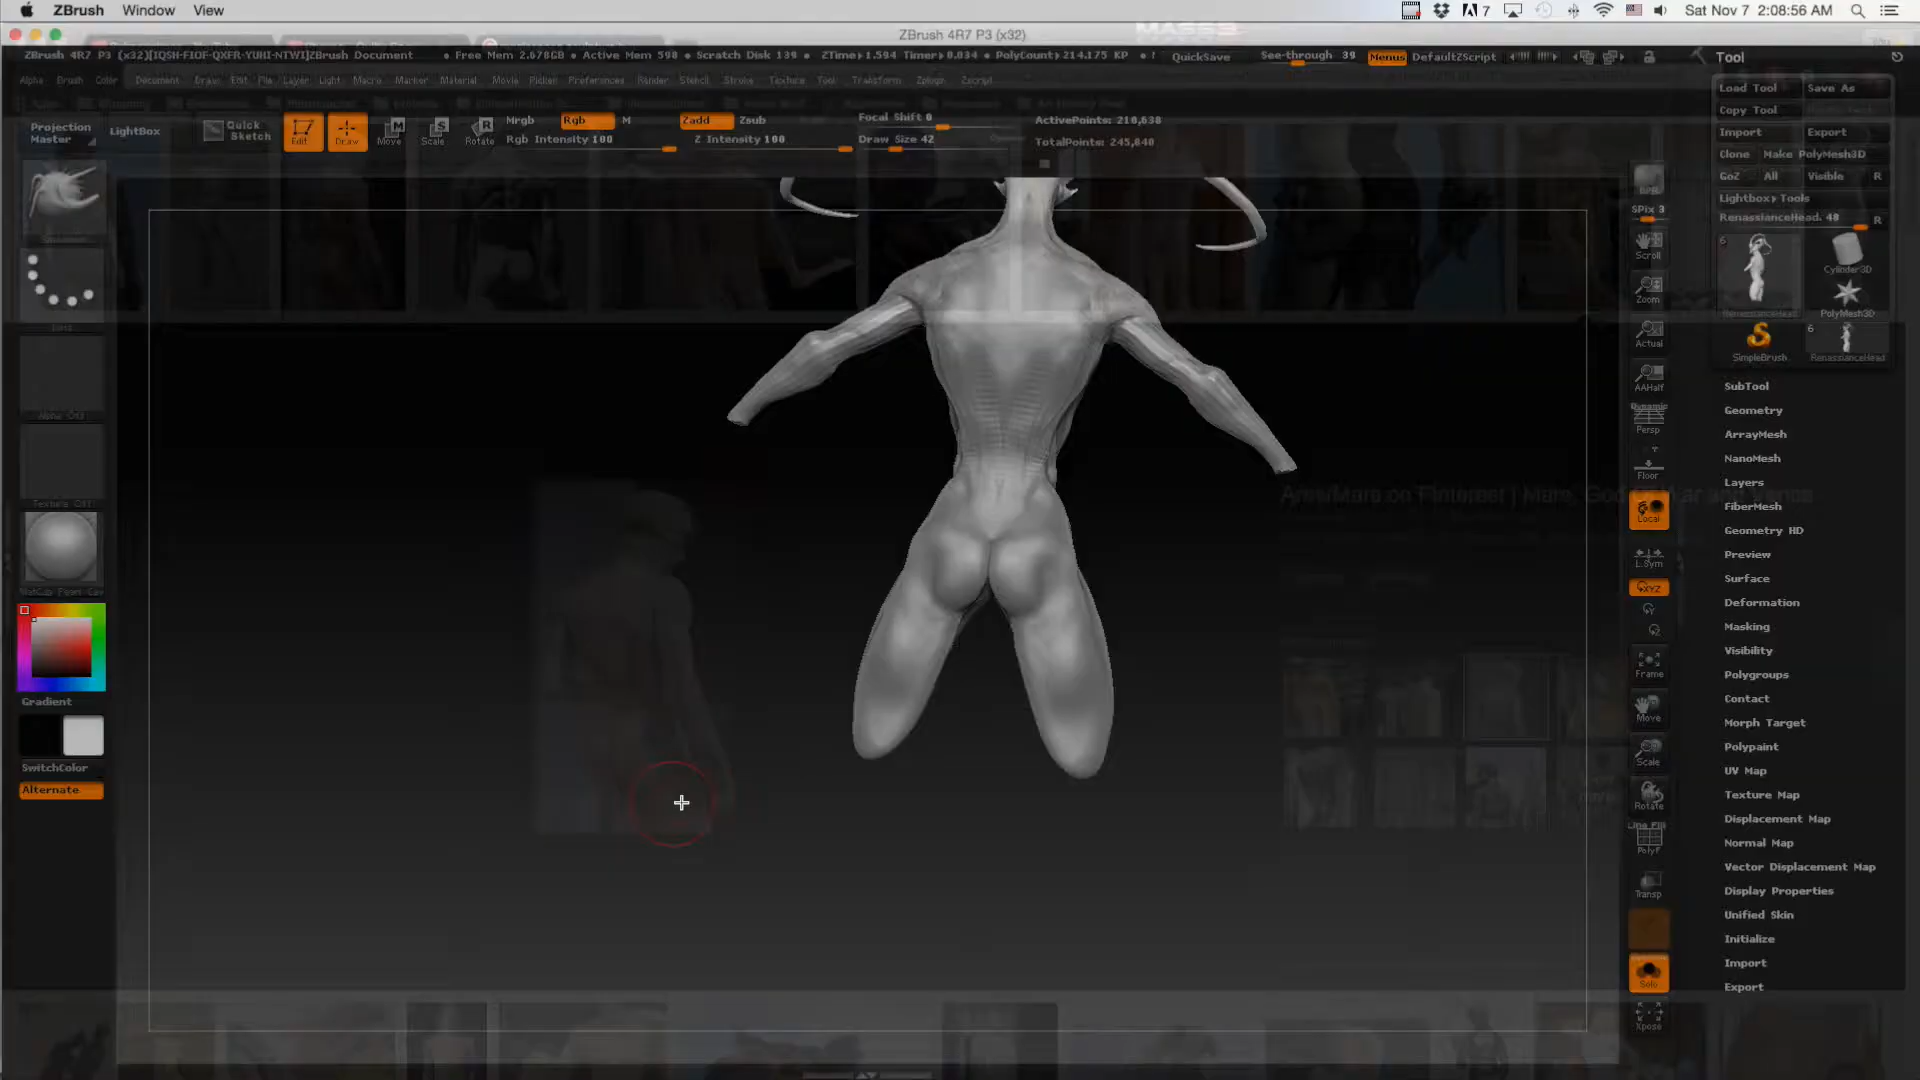 ZBrush Window View
7 Sat Nov 7 2:08:56 AM
ZBrush 4R7 P3 (x32)
ZBrush 4R7 P3 (x32)[IQSH-FIOF-QXFR-YUHI-NTWI]ZBrush Document • Free Mem 2.678GB • Active Mem 598 • Scratch Disk 139 • ZTime▸1.594 Timer▸0.034 • PolyCount▸214.175 KP • QuickSave See-through 39 Menus DefaultZScript
Alpha Brush Color Document Draw Edit File Layer Light Macro Marker Material Movie Picker Preferences Render Stencil Stroke Texture Tool Transform Zplugin Zscript
Projection Master
LightBox
Quick Sketch
Edit
Draw
Move
Scale
Rotate
Mrgb Rgb M
Rgb Intensity 100
Zadd Zsub
Z Intensity 100
Focal Shift 0
Draw Size 42
ActivePoints: 210,638
TotalPoints: 245,840
Gradient
SwitchColor
Alternate
BPR
SPix 3
Scroll
Zoom
Actual
AAHalf
Dynamic
Persp
Floor
Local
L.Sym
XYZ
Frame
Move
Scale
Rotate
Line Fill
PolyF
Transp
Solo
Xpose
Tool
Load Tool Save As
Copy Tool
Import Export
Clone Make PolyMesh3D
GoZ All Visible R
Lightbox▸Tools
RenassianceHead. 48 R
6
Cylinder3D
RenassianceHead
PolyMesh3D
6
SimpleBrush
RenassianceHead
SubTool
Geometry
ArrayMesh
NanoMesh
Layers
FiberMesh
Geometry HD
Preview
Surface
Deformation
Masking
Visibility
Polygroups
Contact
Morph Target
Polypaint
UV Map
Texture Map
Displacement Map
Normal Map
Vector Displacement Map
Display Properties
Unified Skin
Initialize
Import
Export